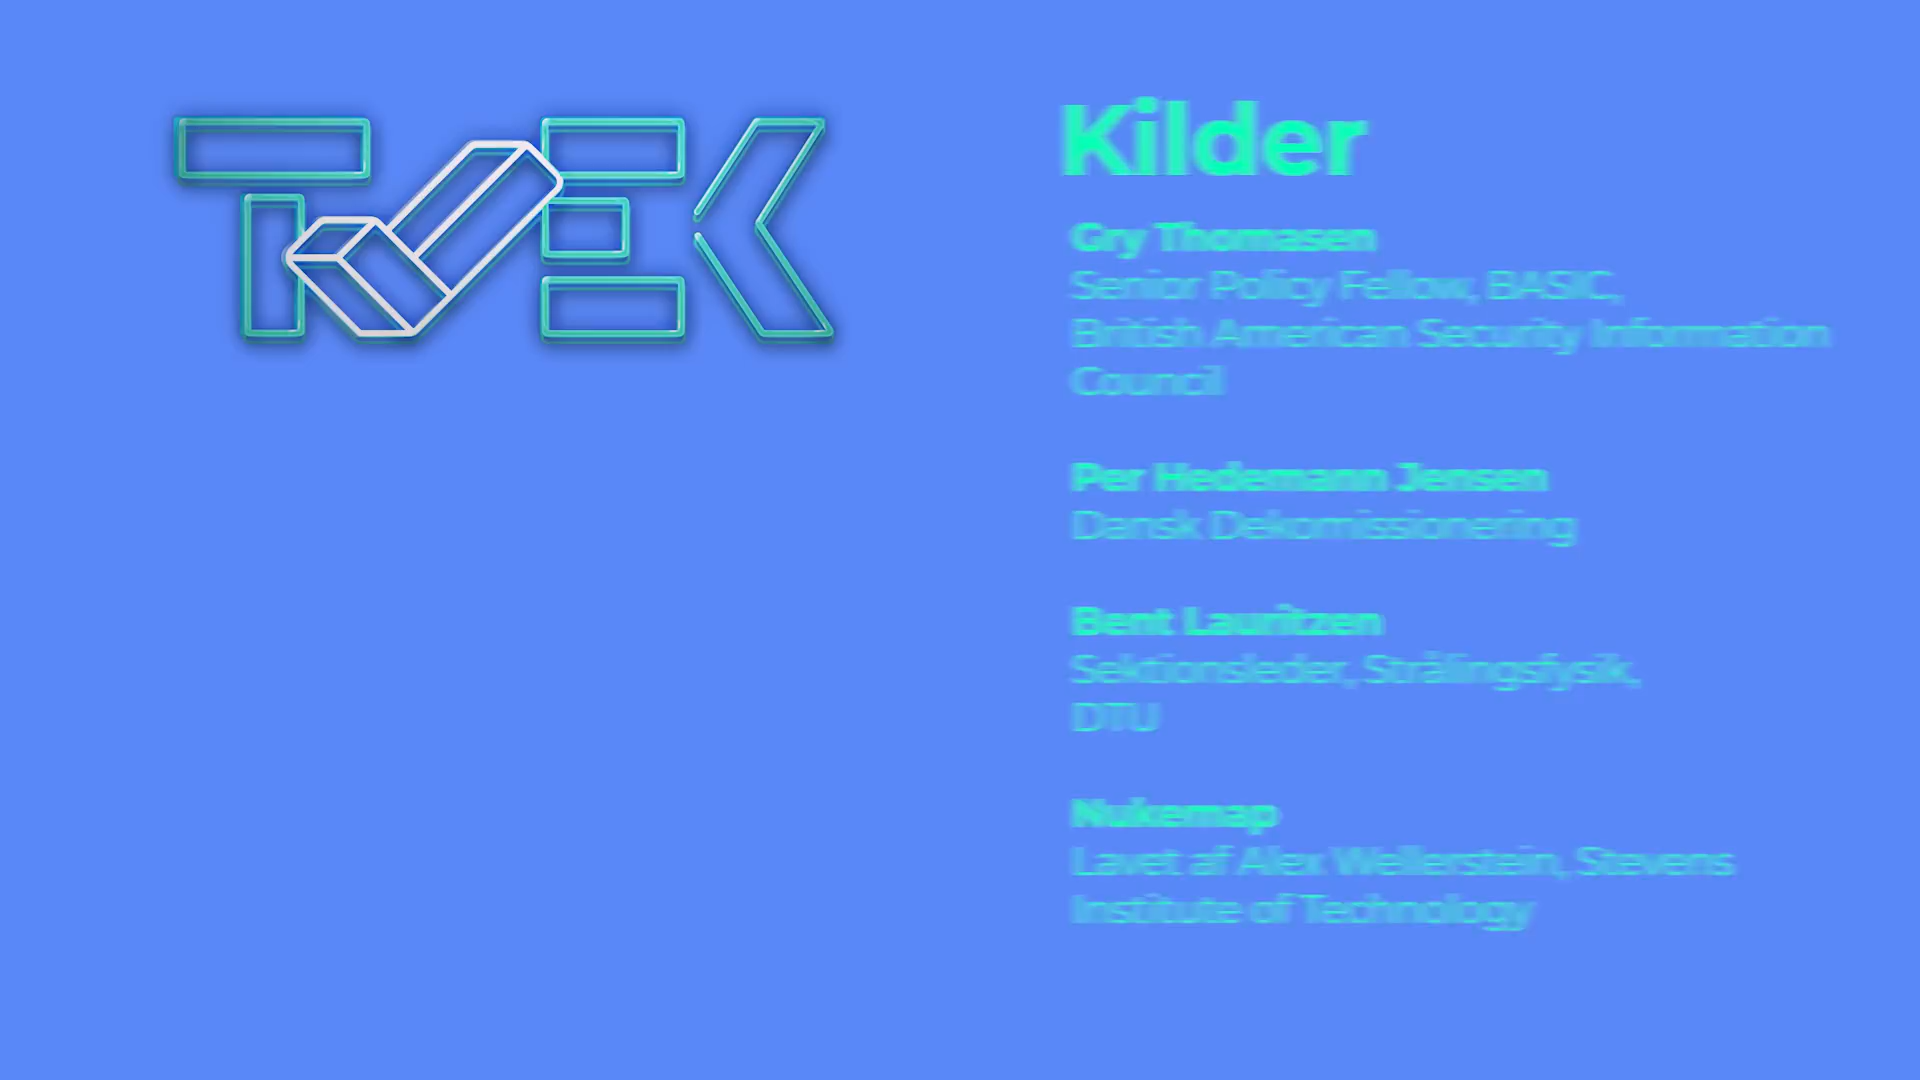 TJEK
Kilder
Gry Thomasen
Senior Policy Fellow, BASIC,
British American Security Information
Council
Per Hedemann Jensen
Dansk Dekomissionering
Bent Lauritzen
Sektionsleder, Strålingsfysik,
DTU
Nukemap
Lavet af Alex Wellerstein, Stevens
Institute of Technology